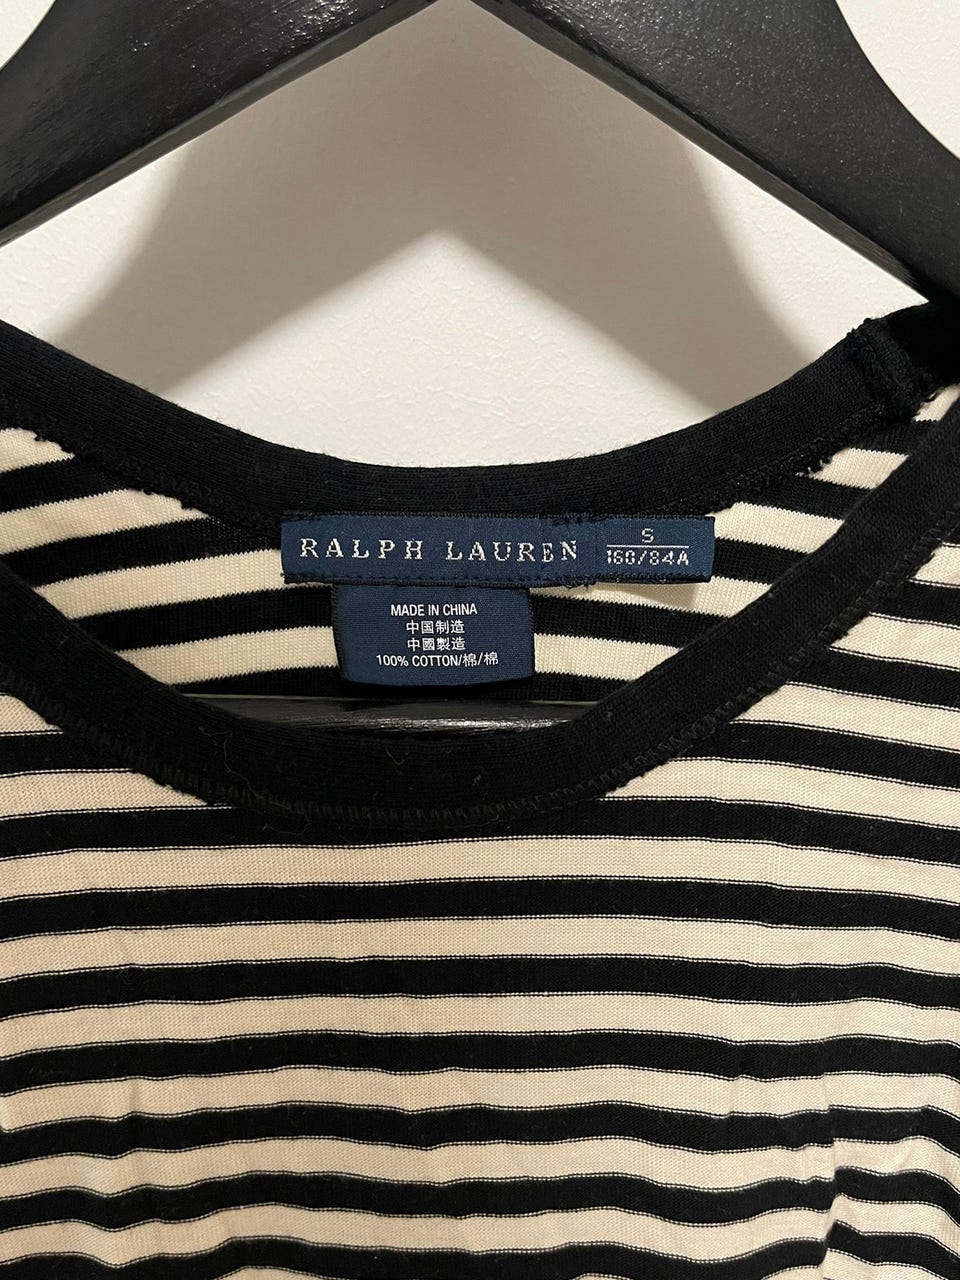 RALPH LAUREN
S
160/84A
MADE IN CHINA
中国制造
中國製造
100% COTTON/棉/棉